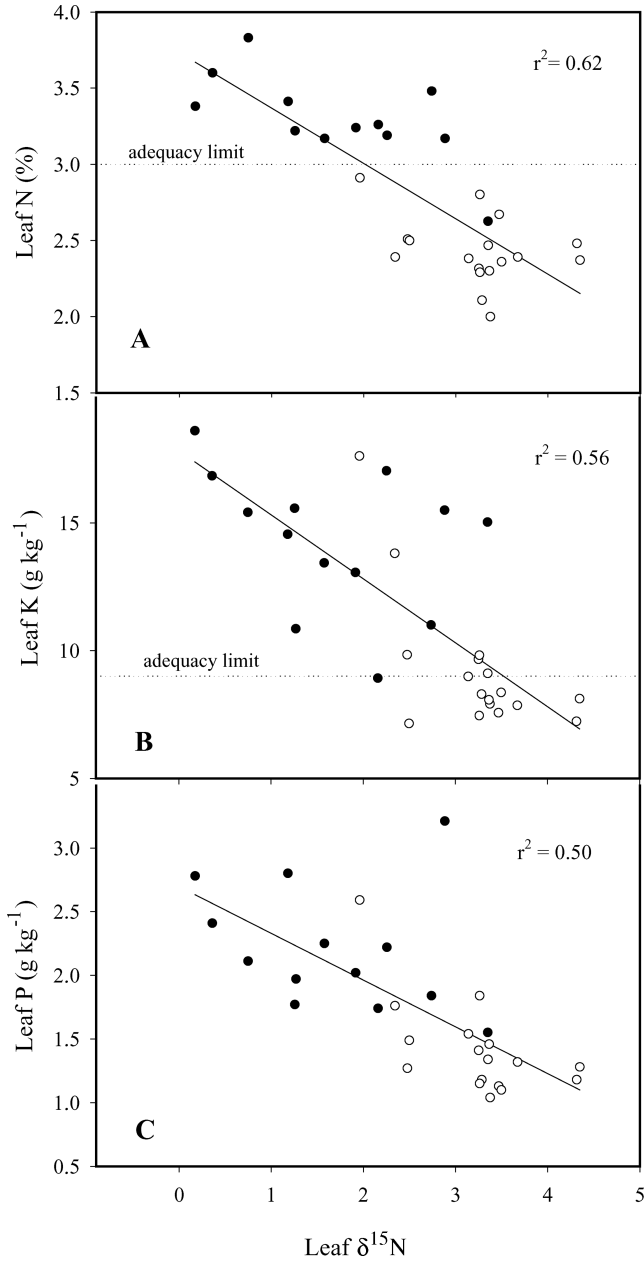 4.0
3.5
3.0
2.5
2.0
1.5
Leaf N (%)
r² = 0.62
adequacy limit
A
15
10
5
Leaf K (g kg⁻¹)
r² = 0.56
adequacy limit
B
3.0
2.5
2.0
1.5
1.0
0.5
Leaf P (g kg⁻¹)
r² = 0.50
C
0 1 2 3 4 5
Leaf δ¹⁵N